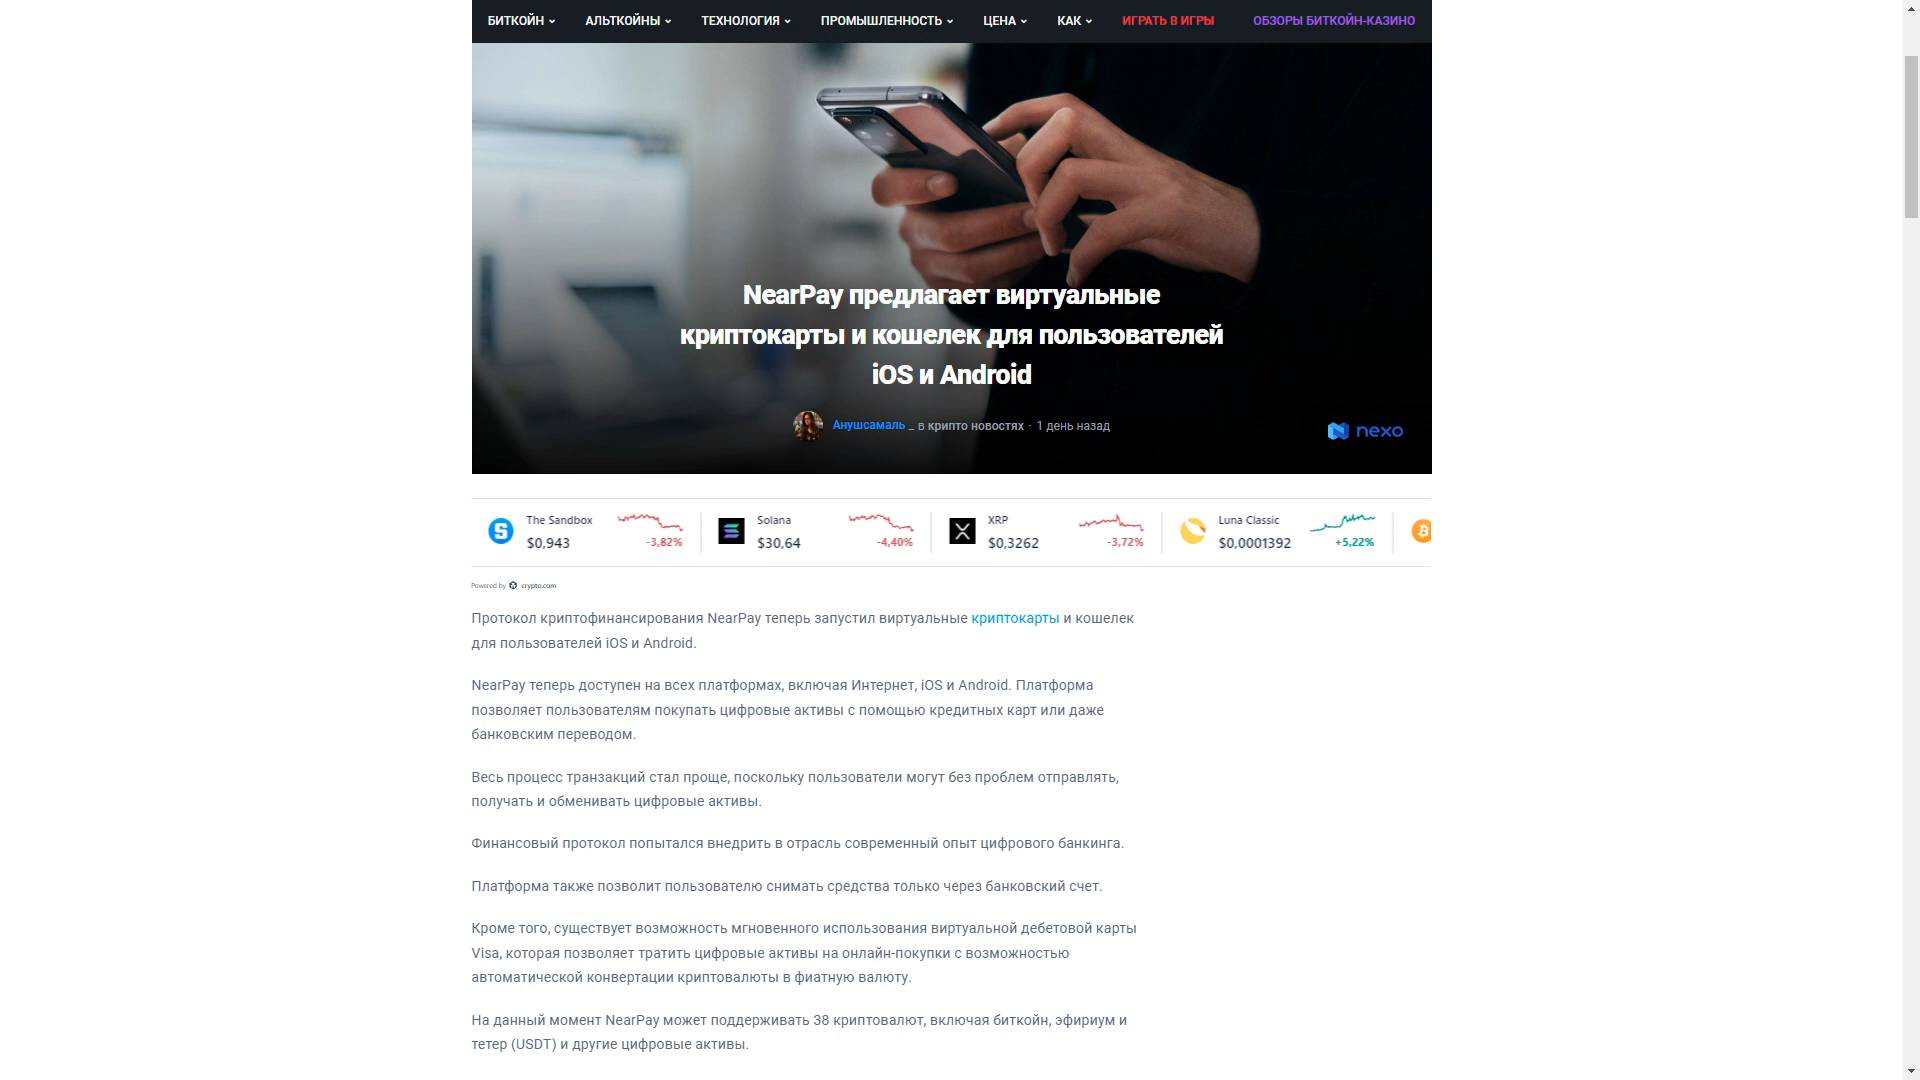 БИТКОЙН АЛЬТКОЙНЫ ТЕХНОЛОГИЯ ПРОМЫШЛЕННОСТЬ ЦЕНА КАК ИГРАТЬ В ИГРЫ ОБЗОРЫ БИТКОЙН-КАЗИНО
NearPay предлагает виртуальные
криптокарты и кошелек для пользователей
iOS и Android
Анушсамаль _ в крипто новостях · 1 день назад
nexo
The Sandbox
$0,943 -3,82%
Solana
$30,64 -4,40%
XRP
$0,3262 -3,72%
Luna Classic
$0,0001392 +5,22%
Powered by crypto.com
Протокол криптофинансирования NearPay теперь запустил виртуальные криптокарты и кошелек
для пользователей iOS и Android.
NearPay теперь доступен на всех платформах, включая Интернет, iOS и Android. Платформа
позволяет пользователям покупать цифровые активы с помощью кредитных карт или даже
банковским переводом.
Весь процесс транзакций стал проще, поскольку пользователи могут без проблем отправлять,
получать и обменивать цифровые активы.
Финансовый протокол попытался внедрить в отрасль современный опыт цифрового банкинга.
Платформа также позволит пользователю снимать средства только через банковский счет.
Кроме того, существует возможность мгновенного использования виртуальной дебетовой карты
Visa, которая позволяет тратить цифровые активы на онлайн-покупки с возможностью
автоматической конвертации криптовалюты в фиатную валюту.
На данный момент NearPay может поддерживать 38 криптовалют, включая биткойн, эфириум и
тетер (USDT) и другие цифровые активы.